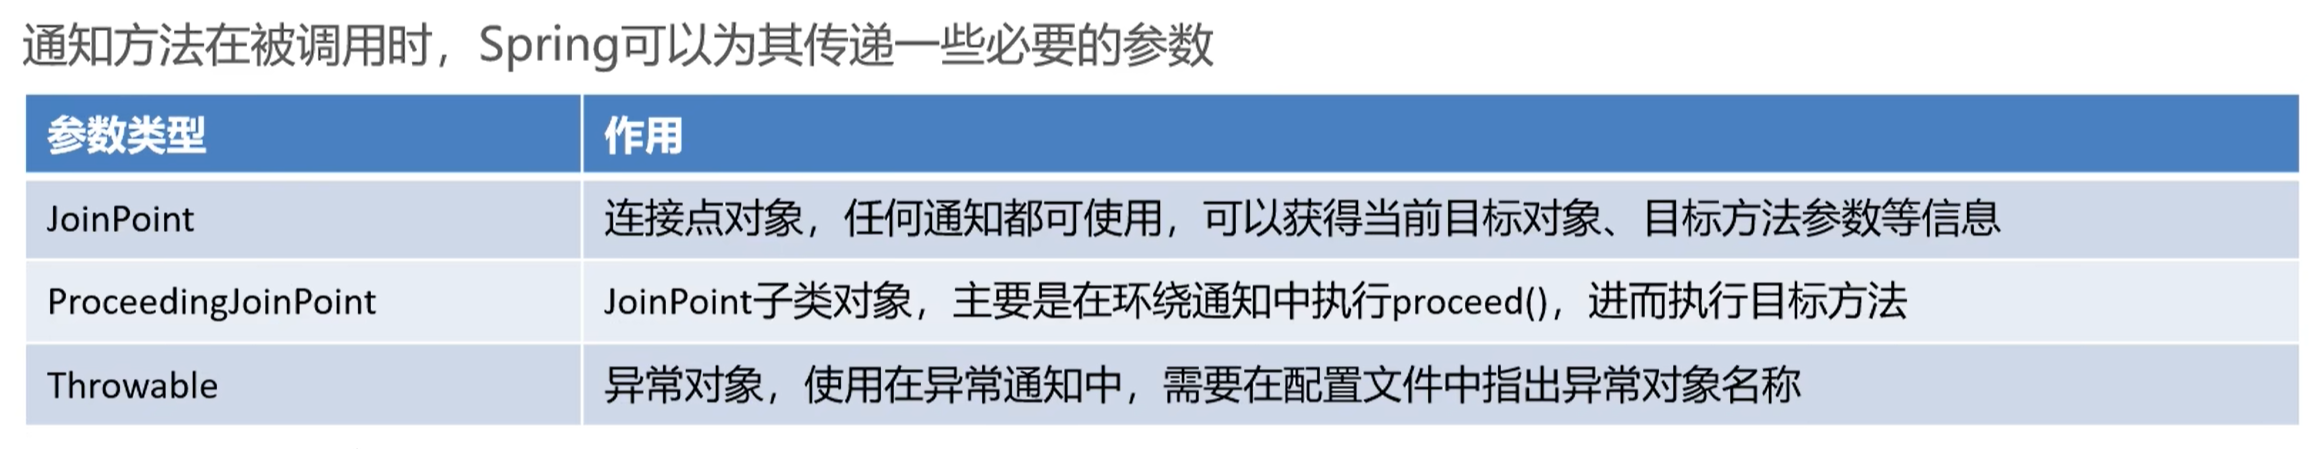 通知方法在被调用时，Spring可以为其传递一些必要的参数
参数类型 作用
JoinPoint 连接点对象，任何通知都可使用，可以获得当前目标对象、目标方法参数等信息
ProceedingJoinPoint JoinPoint子类对象，主要是在环绕通知中执行proceed()，进而执行目标方法
Throwable 异常对象，使用在异常通知中，需要在配置文件中指出异常对象名称